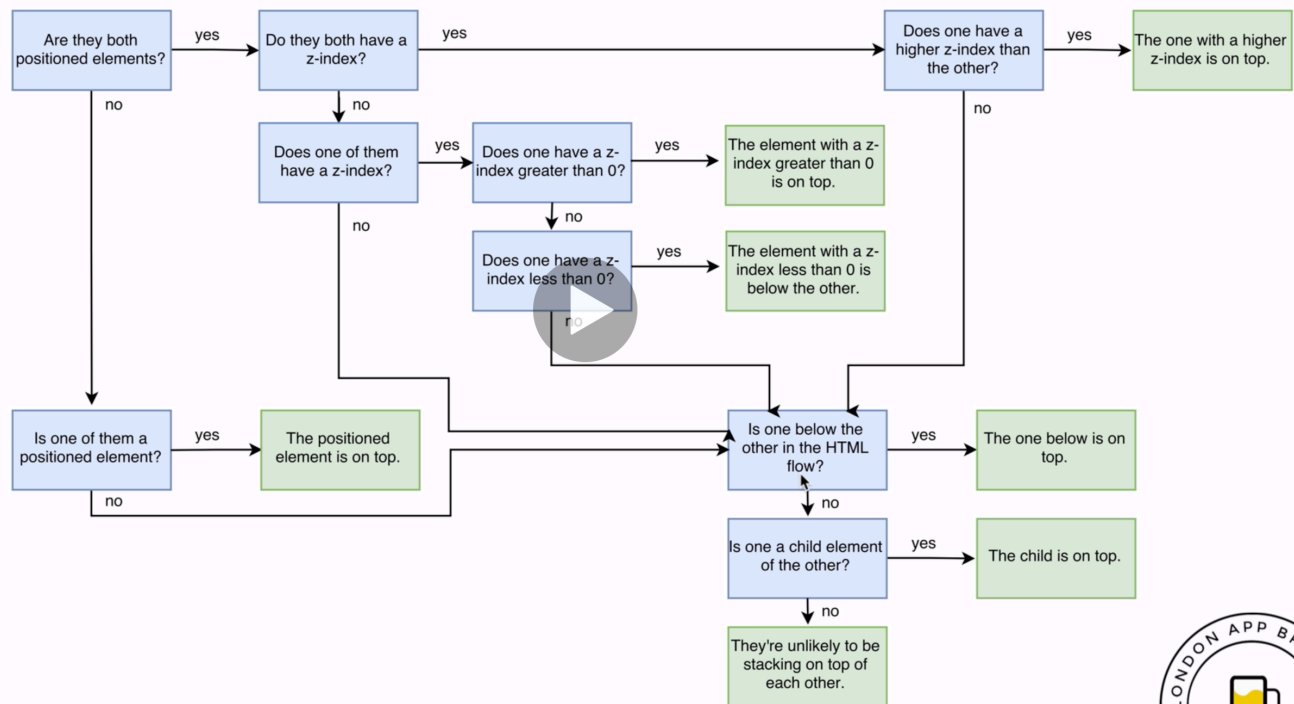 Are they both
positioned elements?
yes
Do they both have a
z-index?
yes
Does one have a
higher z-index than
the other?
yes
The one with a higher
z-index is on top.
no
no
no
Does one of them
have a z-index?
yes
Does one have a z-
index greater than 0?
yes
The element with a z-
index greater than 0
is on top.
no
no
Does one have a z-
index less than 0?
yes
The element with a z-
index less than 0 is
below the other.
no
Is one of them a
positioned element?
yes
The positioned
element is on top.
Is one below the
other in the HTML
flow?
yes
The one below is on
top.
no
no
Is one a child element
of the other?
yes
The child is on top.
no
They're unlikely to be
stacking on top of
each other.
LONDON APP